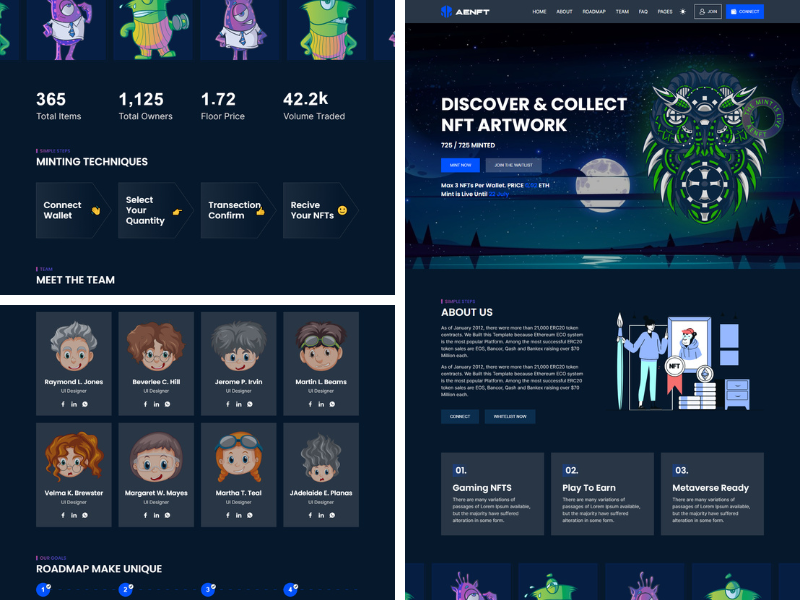 365
Total Items
1,125
Total Owners
1.72
Floor Price
42.2k
Volume Traded
SIMPLE STEPS
MINTING TECHNIQUES
Connect
Wallet
Select
Your
Quantity
Transection
Confirm
Recive
Your NFTs
TEAM
MEET THE TEAM
Raymond L. Jones
UI Designer
Beverlee C. Hill
UI Designer
Jerome P. Irvin
UI Designer
Martin L. Beams
UI Designer
Velma K. Brewster
UI Designer
Margaret W. Mayes
UI Designer
Martha T. Teal
UI Designer
JAdelaide E. Planas
UI Designer
OUR GOALS
ROADMAP MAKE UNIQUE
1
2
3
4
AENFT
HOME ABOUT ROADMAP TEAM FAQ PAGES JOIN CONNECT
DISCOVER & COLLECT
NFT ARTWORK
725 / 725 MINTED
MINT NOW
JOIN THE WAITLIST
Max 3 NFTs Per Wallet. PRICE ETH
Mint is Live Until
SIMPLE STEPS
ABOUT US
As of January 2012, there were more than 21,000 ERC20 token
contracts. We Built this Template because Ethereum ECO system
is the most popular Platform. Among the most successful ERC20
token sales are EOS, Bancor, Qash and Bankex raising over $70
Million each.
As of January 2012, there were more than 21,000 ERC20 token
contracts. We Built this Template because Ethereum ECO system
is the most popular Platform. Among the most successful ERC20
token sales are EOS, Bancor, Qash and Bankex raising over $70
Million each.
CONNECT
WHITELIST NOW
NFT
01.
Gaming NFTS
There are many variations of
passages of Lorem Ipsum available,
but the majority have suffered
alteration in some form.
02.
Play To Earn
There are many variations of
passages of Lorem Ipsum available,
but the majority have suffered
alteration in some form.
03.
Metaverse Ready
There are many variations of
passages of Lorem Ipsum available,
but the majority have suffered
alteration in some form.